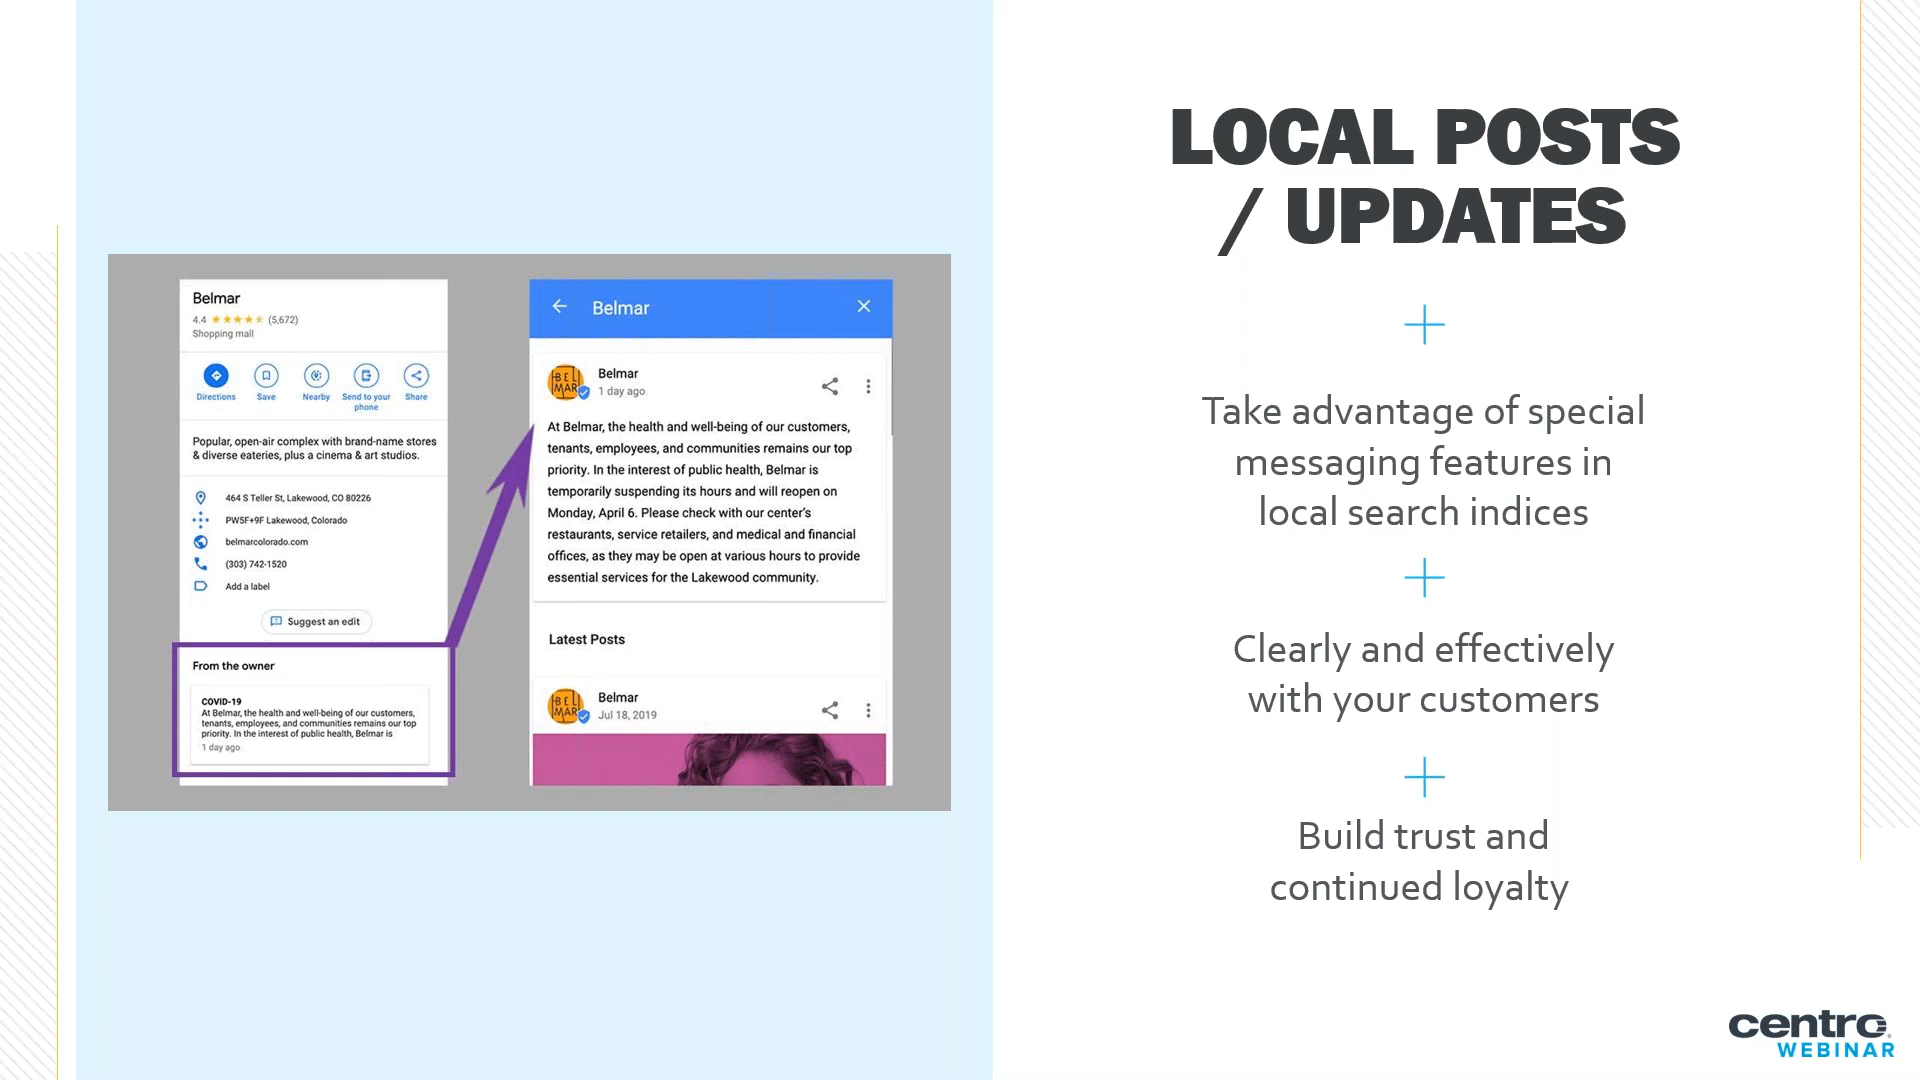 LOCAL POSTS
/ UPDATES
Take advantage of special
messaging features in
local search indices
Clearly and effectively
with your customers
Build trust and
continued loyalty
Belmar
4.4 (5,672)
Shopping mall
Directions
Save
Nearby
Send to your
phone
Share
Popular, open-air complex with brand-name stores
& diverse eateries, plus a cinema & art studios.
464 S Teller St, Lakewood, CO 80226
PW5F+9F Lakewood, Colorado
belmarcolorado.com
(303) 742-1520
Add a label
Suggest an edit
From the owner
COVID-19
At Belmar, the health and well-being of our customers,
tenants, employees, and communities remains our top
priority. In the interest of public health, Belmar is
1 day ago
Belmar
BEL
MAR
Belmar
1 day ago
At Belmar, the health and well-being of our customers,
tenants, employees, and communities remains our top
priority. In the interest of public health, Belmar is
temporarily suspending its hours and will reopen on
Monday, April 6. Please check with our center's
restaurants, service retailers, and medical and financial
offices, as they may be open at various hours to provide
essential services for the Lakewood community.
Latest Posts
BEL
MAR
Belmar
Jul 18, 2019
centro
WEBINAR